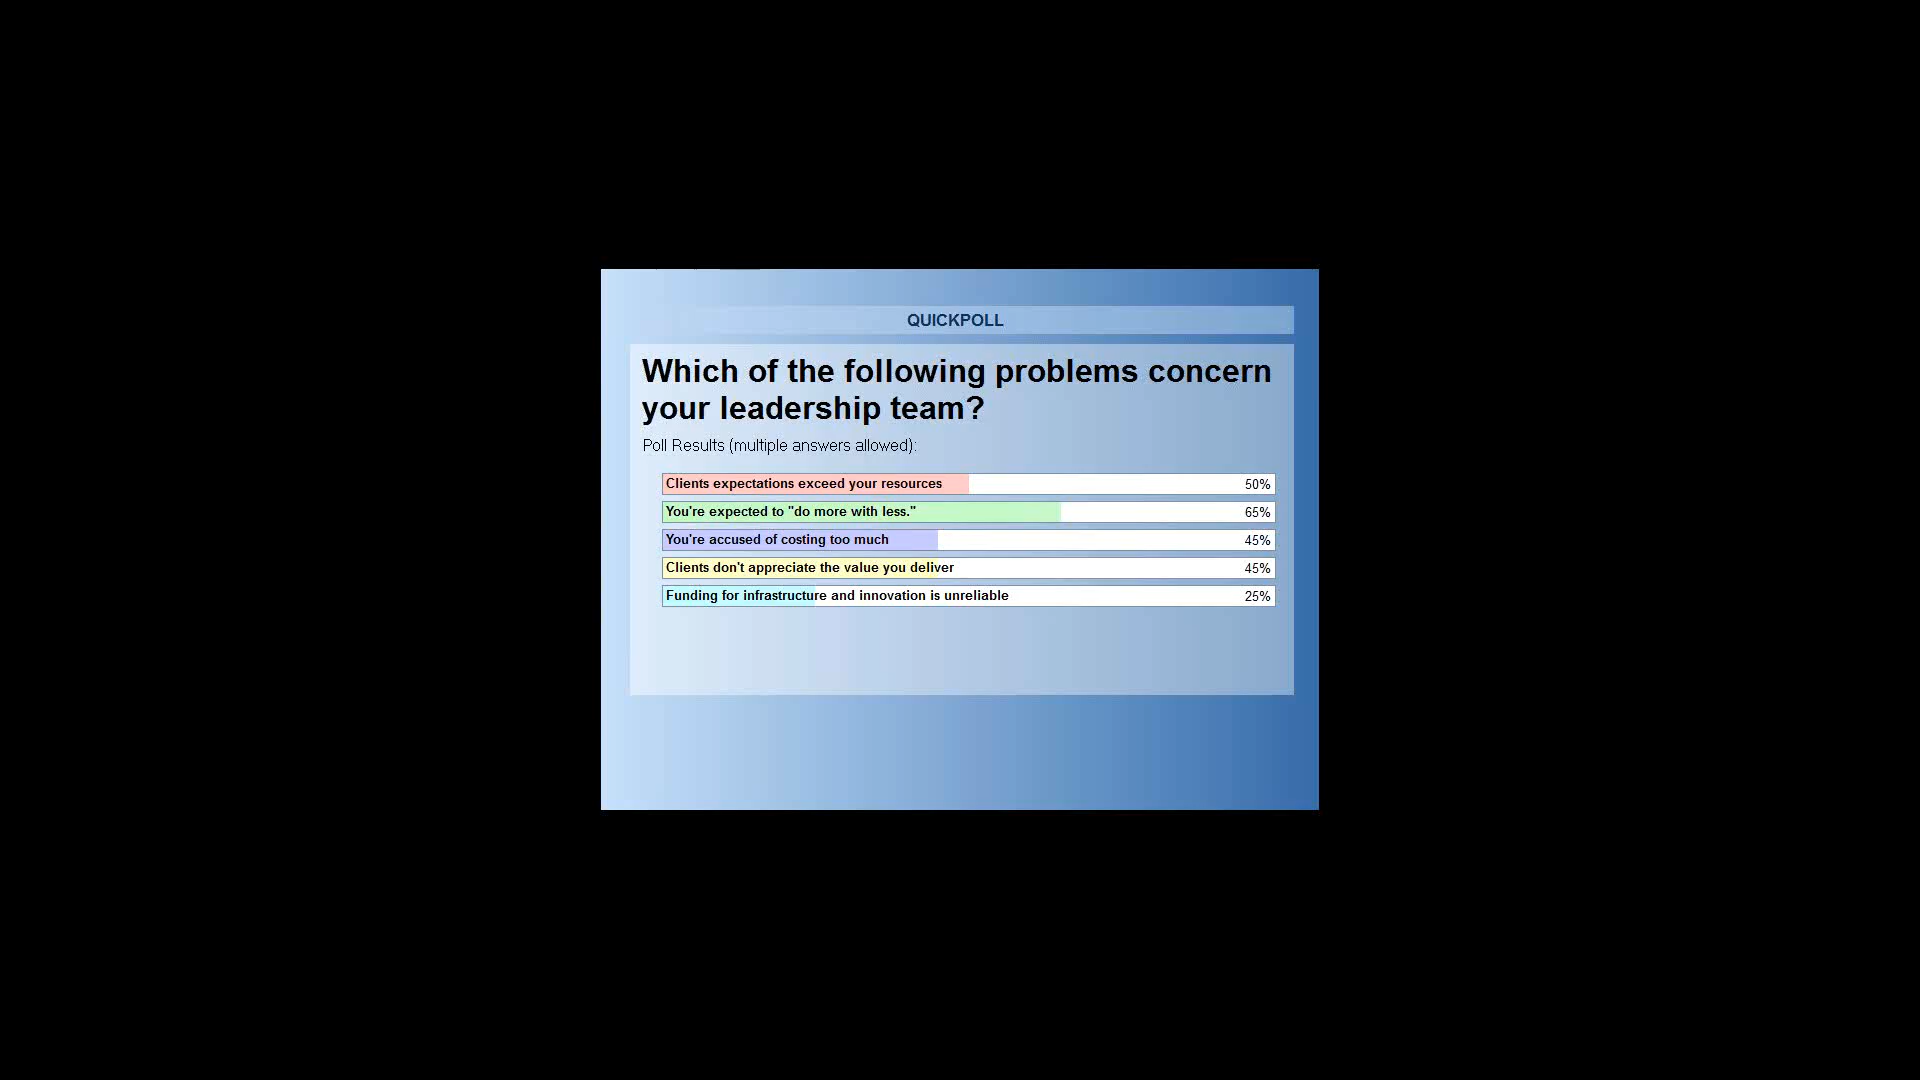 QUICKPOLL
Which of the following problems concern
your leadership team?
Poll Results (multiple answers allowed):
Clients expectations exceed your resources 50%
You're expected to "do more with less." 65%
You're accused of costing too much 45%
Clients don't appreciate the value you deliver 45%
Funding for infrastructure and innovation is unreliable 25%